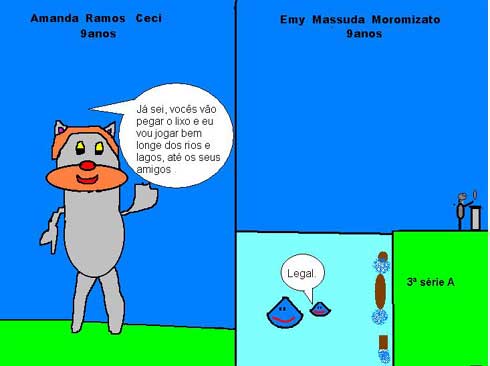 Amanda Ramos Ceci
9anos
Já sei, vocês vão
pegar o lixo e eu
vou jogar bem
longe dos rios e
lagos, até os seus
amigos
Emy Massuda Moromizato
9anos
Legal.
3ª série A